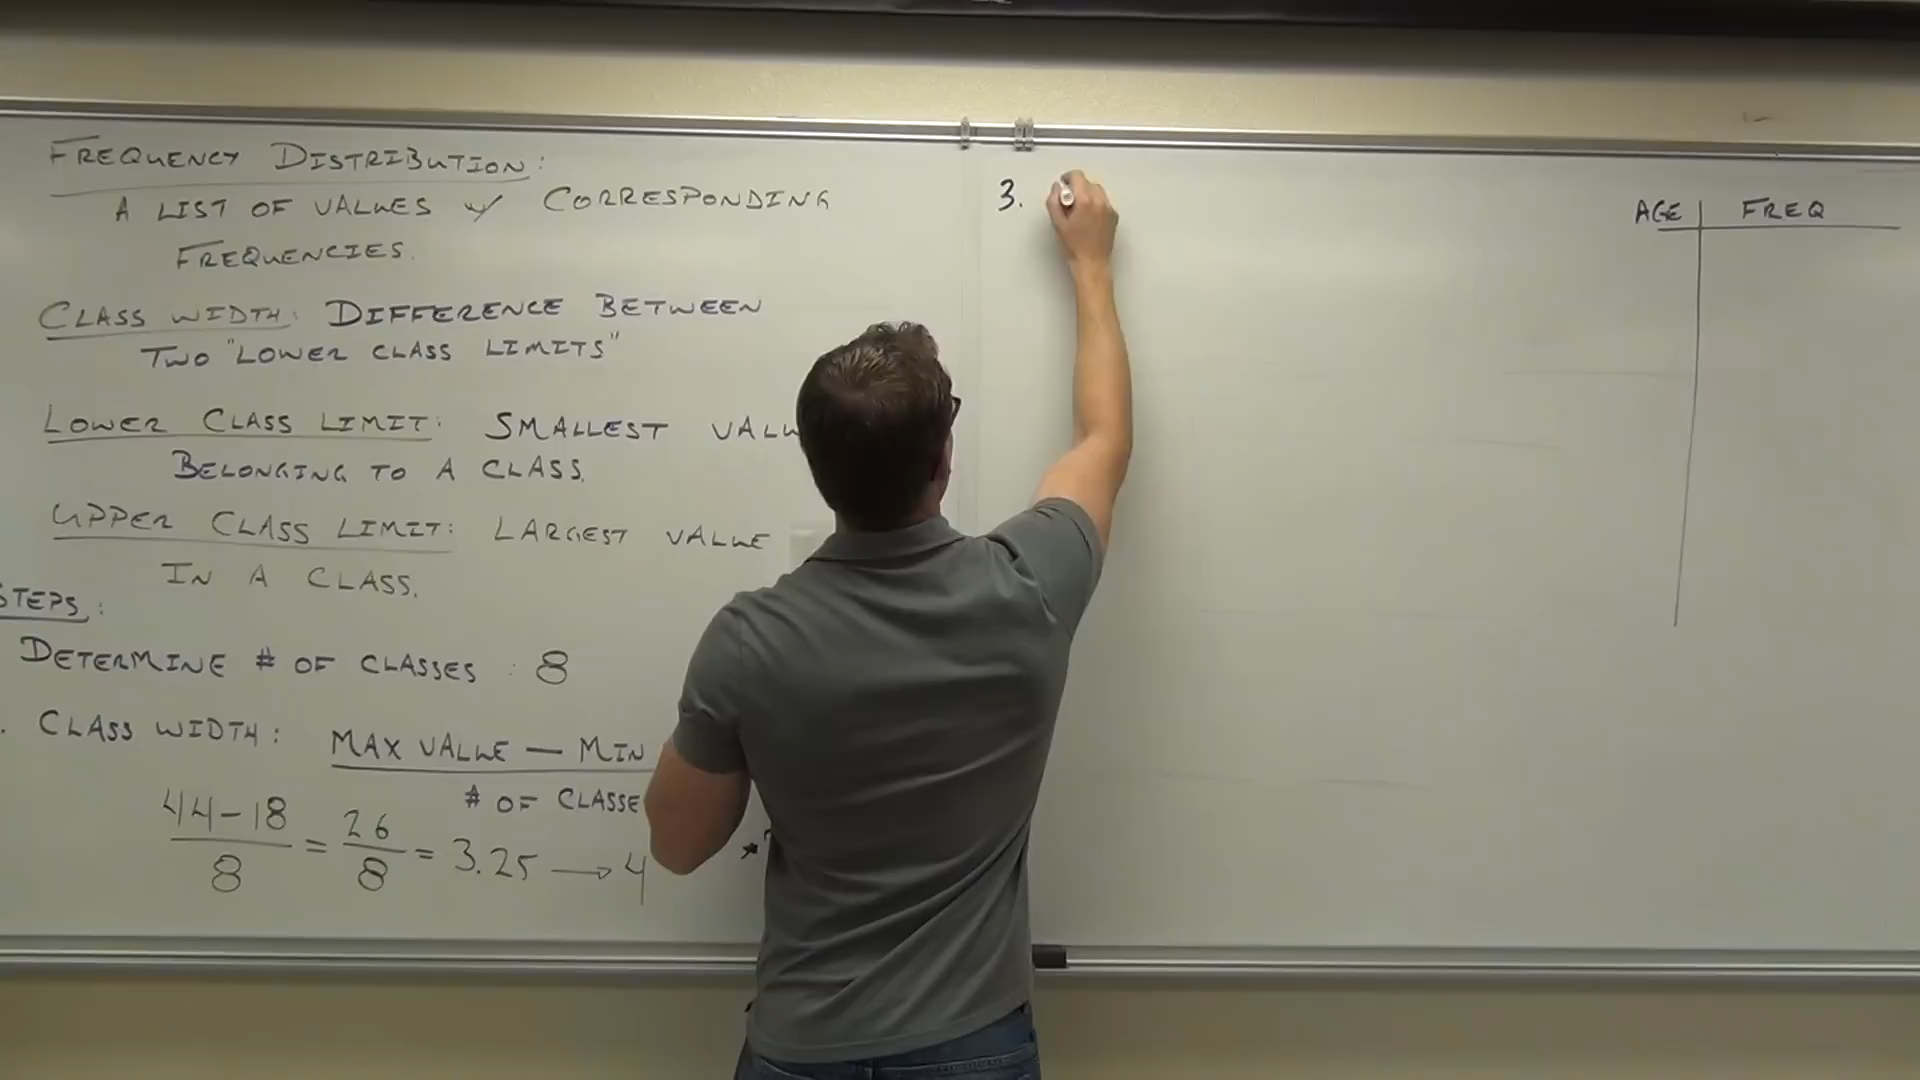 FREQUENCY DISTRIBUTION:
A LIST OF VALUES w/ CORRESPONDING
FREQUENCIES.
CLASS WIDTH: DIFFERENCE BETWEEN
TWO "LOWER CLASS LIMITS"
LOWER CLASS LIMIT: SMALLEST VALU
BELONGING TO A CLASS.
UPPER CLASS LIMIT: LARGEST VALUE
IN A CLASS.
STEPS:
DETERMINE # OF CLASSES : 8
. CLASS WIDTH: MAX VALUE — MIN
# OF CLASSE
44-18 / 8 = 26 / 8 = 3.25 → 4
3.
AGE | FREQ